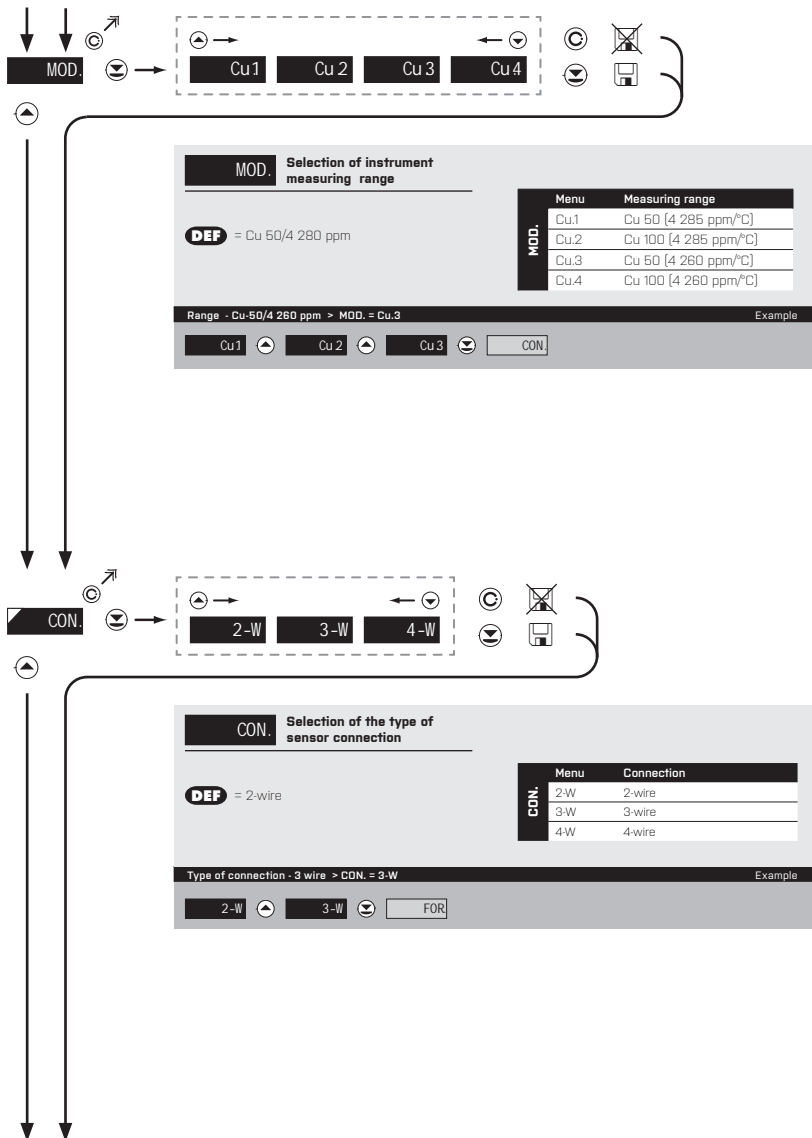 MOD.
Cu 1 Cu 2 Cu 3 Cu 4
MOD.
Selection of instrument
measuring range
DEF = Cu 50/4 280 ppm
MOD.
Menu Measuring range
Cu.1 Cu 50 (4 285 ppm/°C)
Cu.2 Cu 100 (4 285 ppm/°C)
Cu.3 Cu 50 (4 260 ppm/°C)
Cu.4 Cu 100 (4 260 ppm/°C)
Range - Cu-50/4 260 ppm > MOD. = Cu.3 Example
Cu 1 Cu 2 Cu 3 CON.
CON.
2-W 3-W 4-W
CON.
Selection of the type of
sensor connection
DEF = 2-wire
CON.
Menu Connection
2-W 2-wire
3-W 3-wire
4-W 4-wire
Type of connection - 3 wire > CON. = 3-W Example
2-W 3-W FOR.